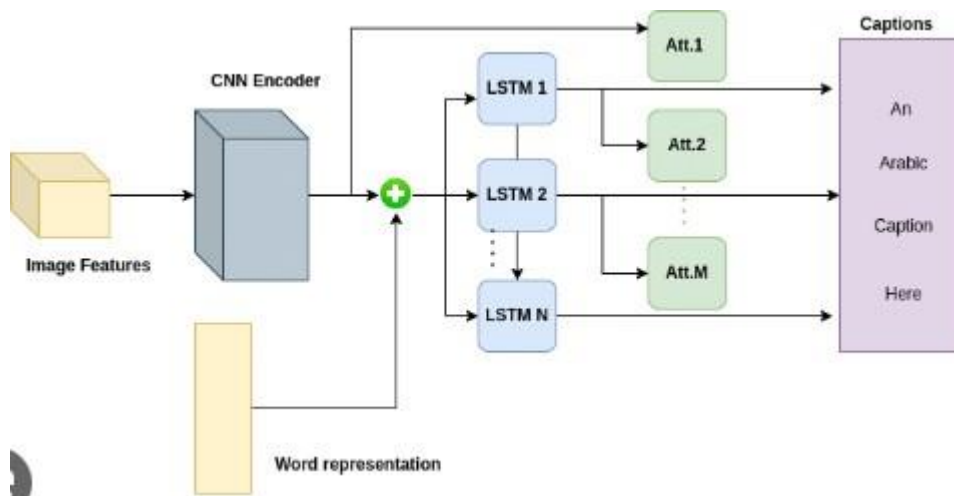 Captions
Att.1
CNN Encoder
LSTM 1
An
Att.2
Arabic
LSTM 2
Caption
Image Features
Att.M
Here
LSTM N
Word representation